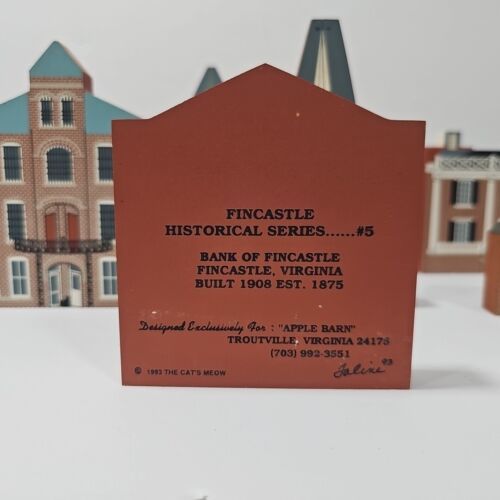 FINCASTLE
HISTORICAL SERIES......#5
BANK OF FINCASTLE
FINCASTLE, VIRGINIA
BUILT 1908 EST. 1875
Designed Exclusively For : "APPLE BARN"
TROUTVILLE, VIRGINIA 24175
(703) 992-3551
© 1993 THE CAT'S MEOW
Faline 93